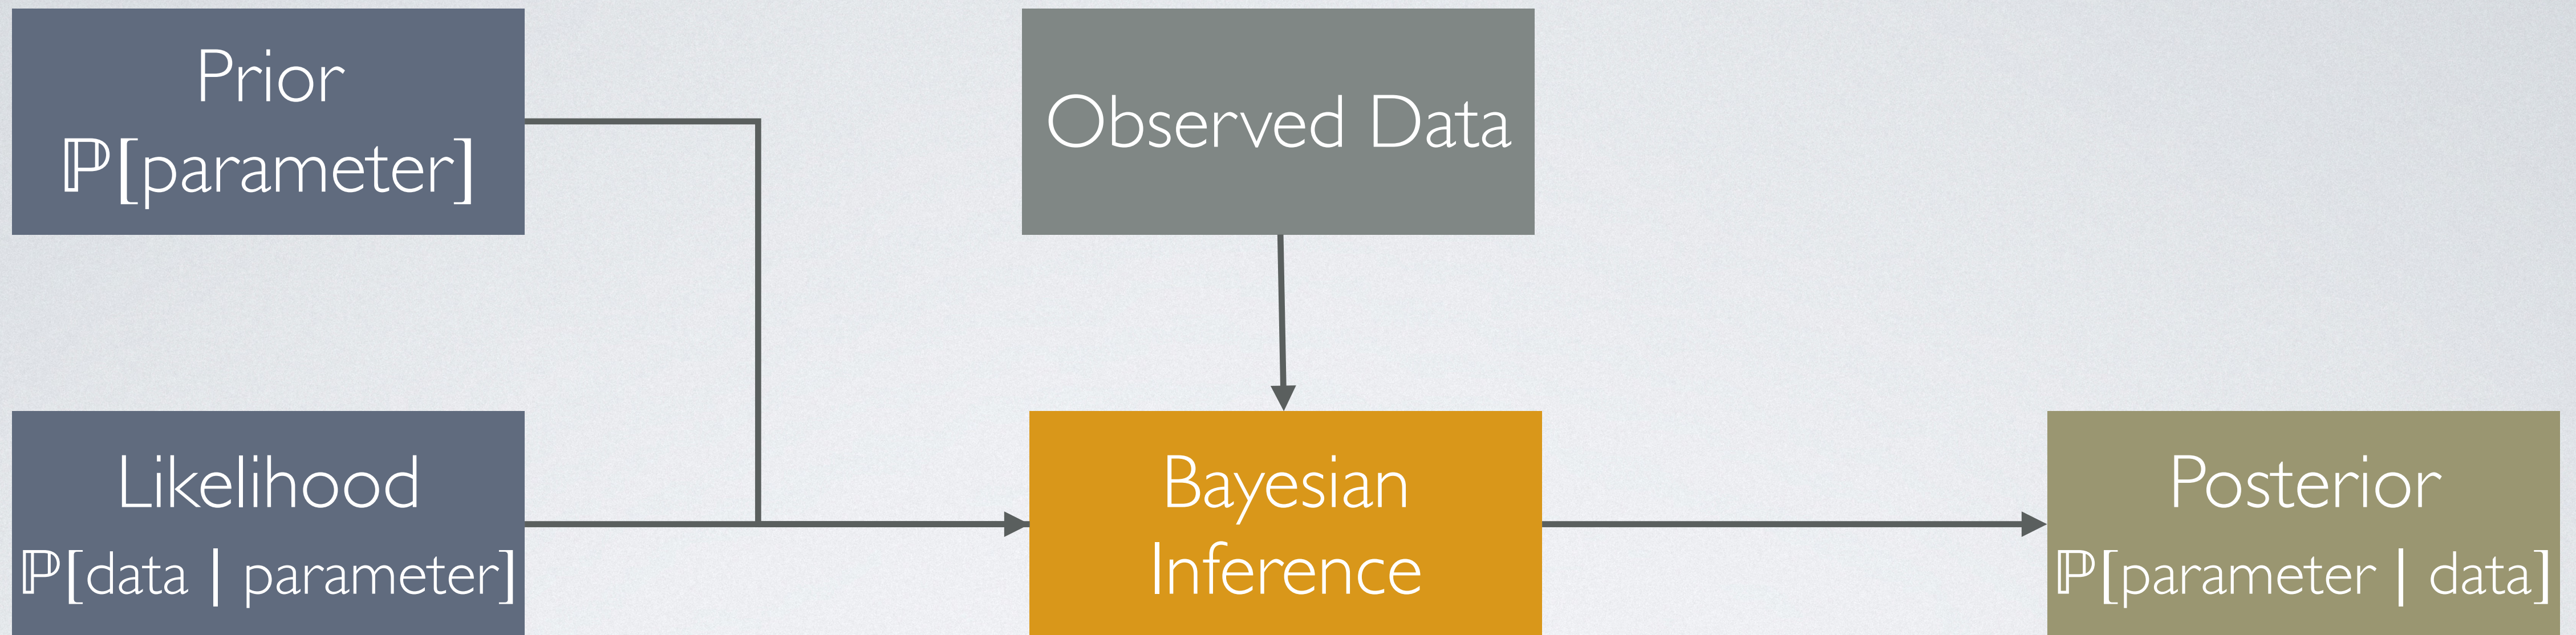 Prior
ℙ[parameter]
Observed Data
Likelihood
ℙ[data | parameter]
Bayesian
Inference
Posterior
ℙ[parameter | data]